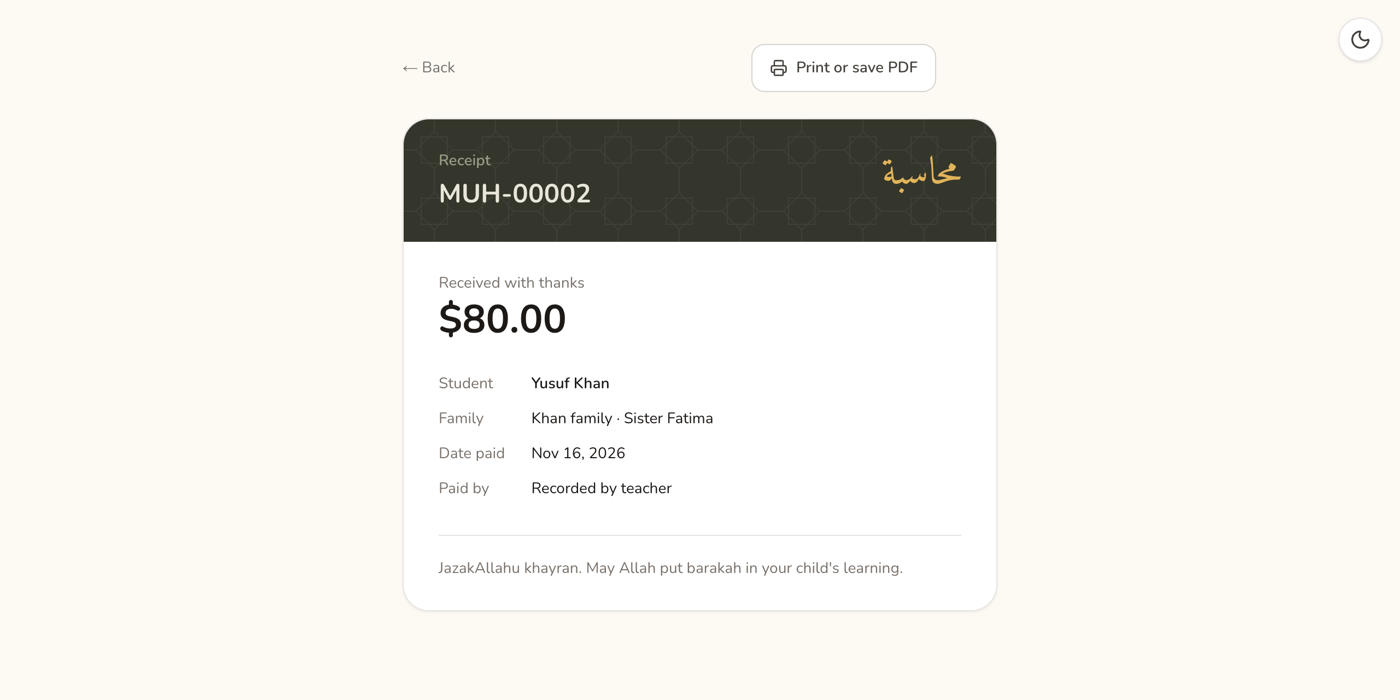 ← Back
Print or save PDF
Receipt
محاسبة
MUH-00002
Received with thanks
$80.00
Student Yusuf Khan
Family Khan family · Sister Fatima
Date paid Nov 16, 2026
Paid by Recorded by teacher
JazakAllahu khayran. May Allah put barakah in your child's learning.